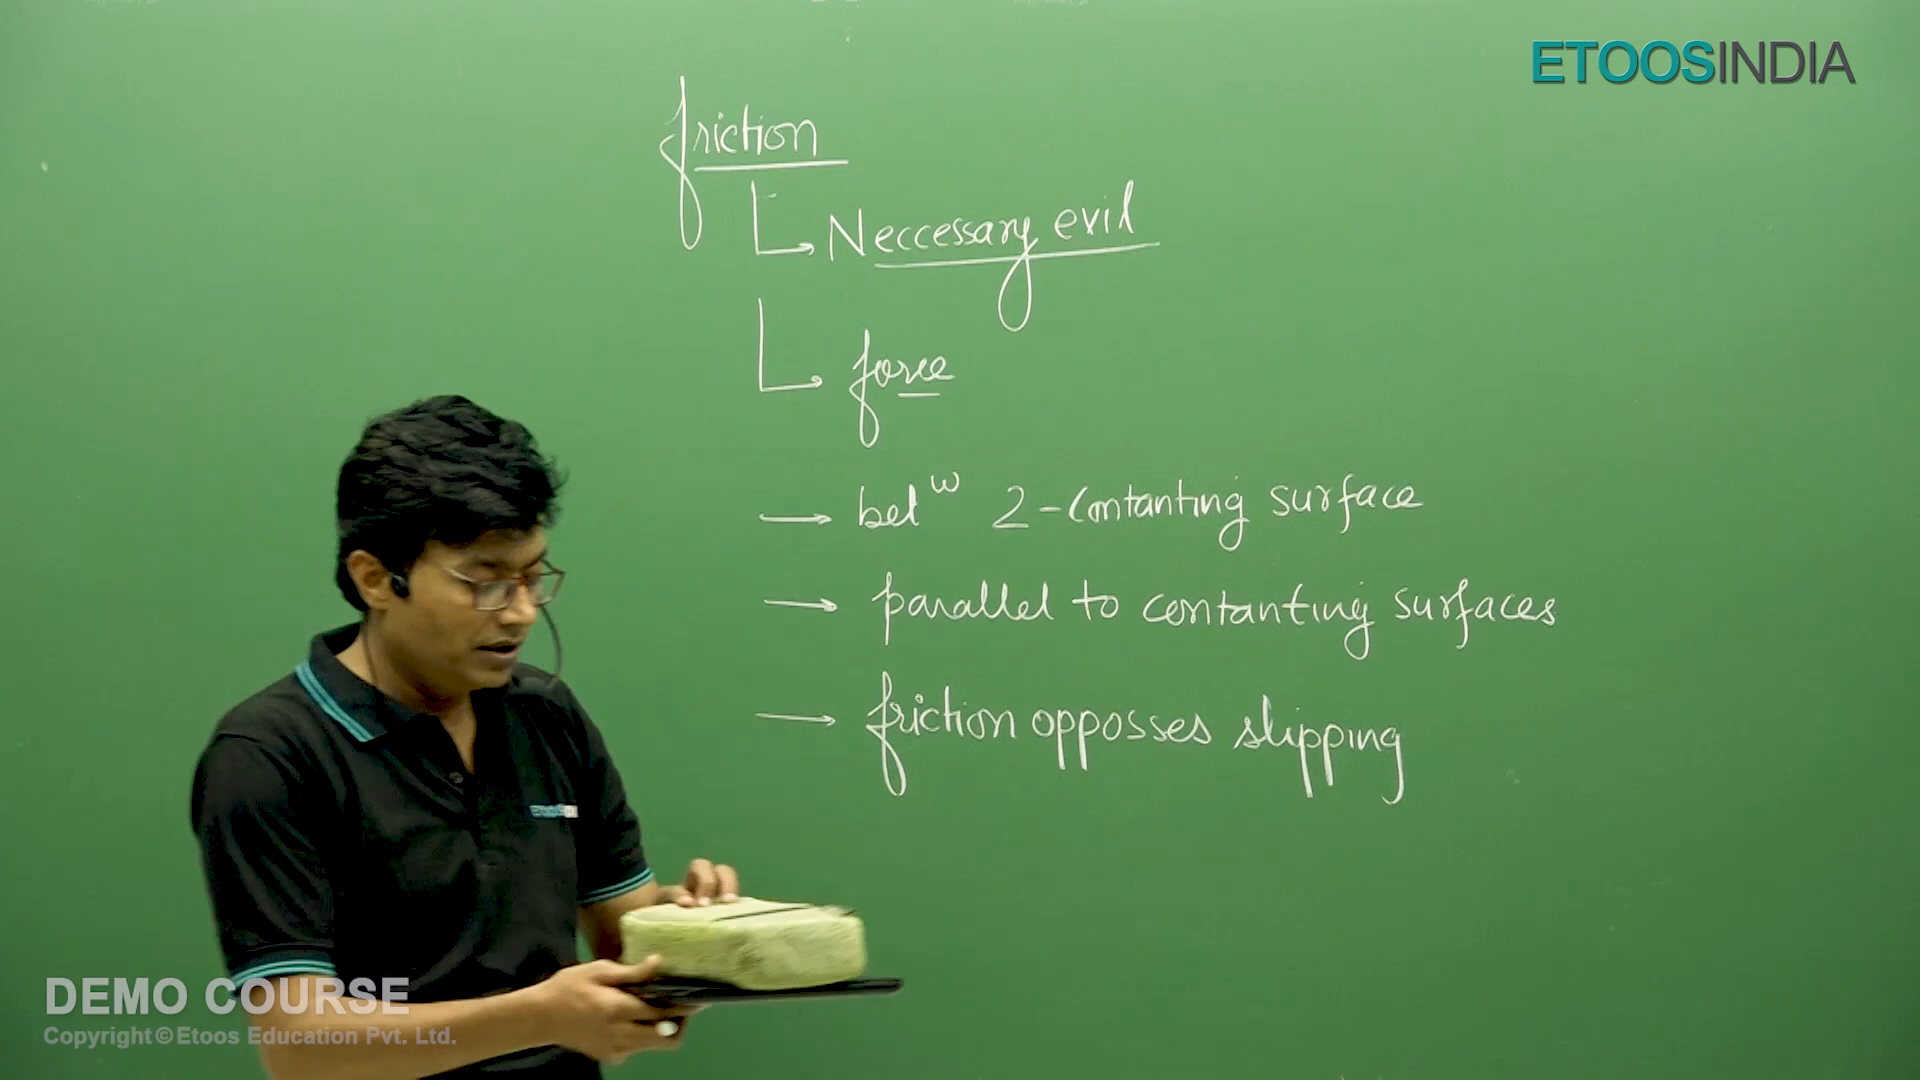 ETOOSINDIA
friction
Neccessary evil
force
betw 2-Contanting surface
parallel to contanting surfaces
friction opposses slipping
DEMO COURSE
Copyright © Etoos Education Pvt. Ltd.